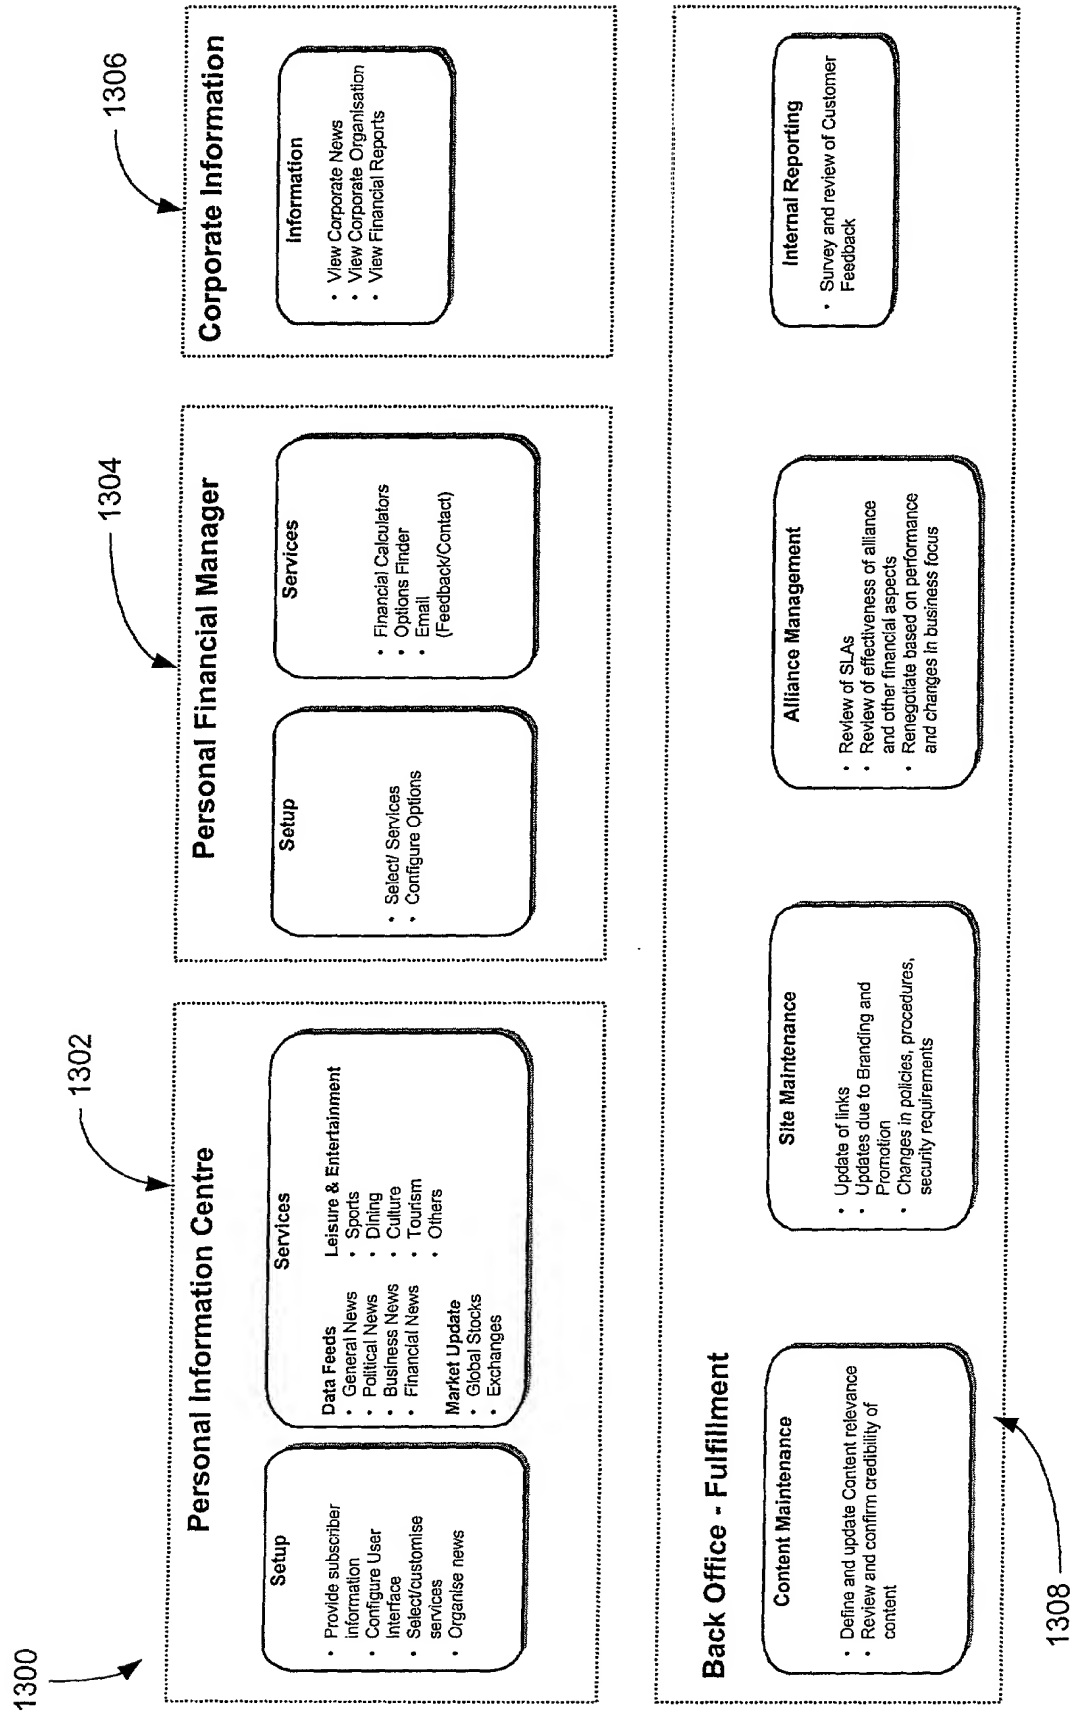 1300
1302
Personal Information Centre
Setup
• Provide subscriber
information
• Configure User
Interface
• Select/customise
services
• Organise news
Services
Data Feeds
• General News
• Political News
• Business News
• Financial News
Market Update
• Global Stocks
• Exchanges
Leisure & Entertainment
• Sports
• Dining
• Culture
• Tourism
• Others
1304
Personal Financial Manager
Setup
• Select/ Services
• Configure Options
Services
• Financial Calculators
• Options Finder
• Email
(Feedback/Contact)
1306
Corporate Information
Information
• View Corporate News
• View Corporate Organisation
• View Financial Reports
Back Office - Fulfillment
Content Maintenance
• Define and update Content relevance
• Review and confirm credibility of
content
Site Maintenance
• Update of links
• Updates due to Branding and
Promotion
• Changes in policies, procedures,
security requirements
Alliance Management
• Review of SLAs
• Review of effectiveness of alliance
and other financial aspects
• Renegotiate based on performance
and changes in business focus
Internal Reporting
• Survey and review of Customer
Feedback
1308